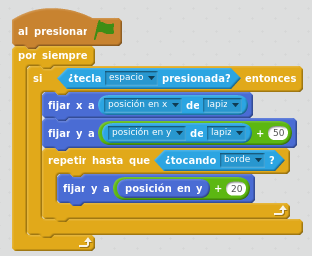 al presionar
por siempre
si ¿tecla espacio presionada? entonces
fijar x a posición en x de lapiz
fijar y a posición en y de lapiz + 50
repetir hasta que ¿tocando borde ?
fijar y a posición en y + 20